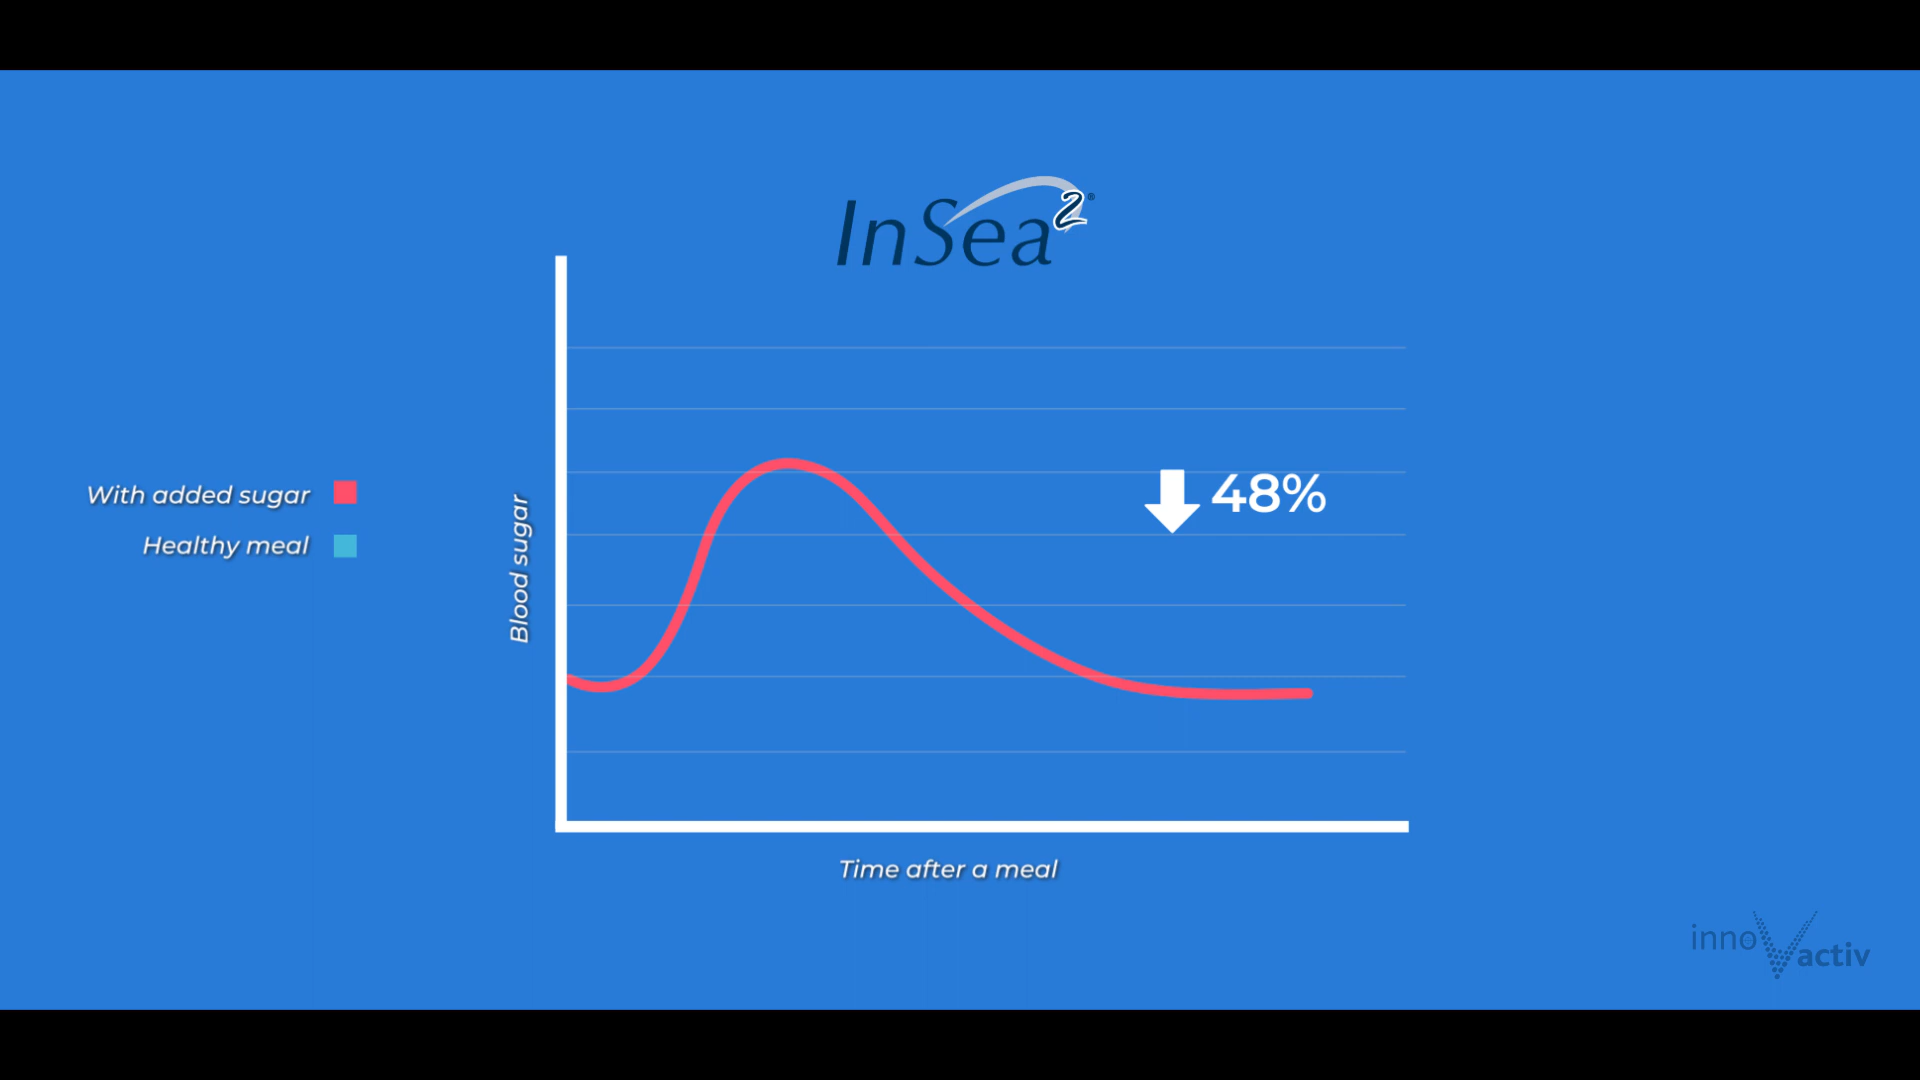 InSea2®
48%
With added sugar
Healthy meal
Blood sugar
Time after a meal
innoVactiv